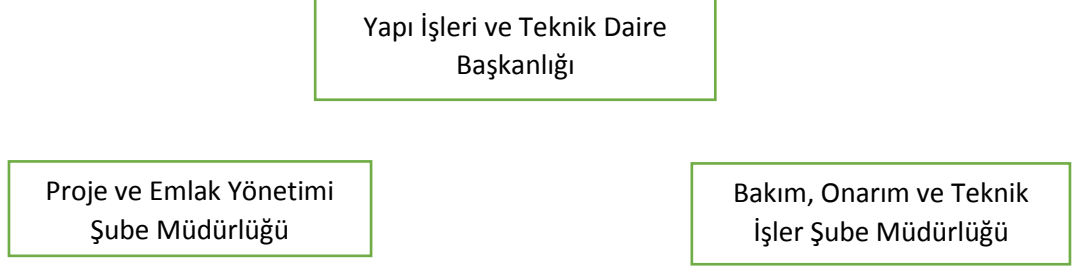 Yapı İşleri ve Teknik Daire
Başkanlığı
Proje ve Emlak Yönetimi
Şube Müdürlüğü
Bakım, Onarım ve Teknik
İşler Şube Müdürlüğü